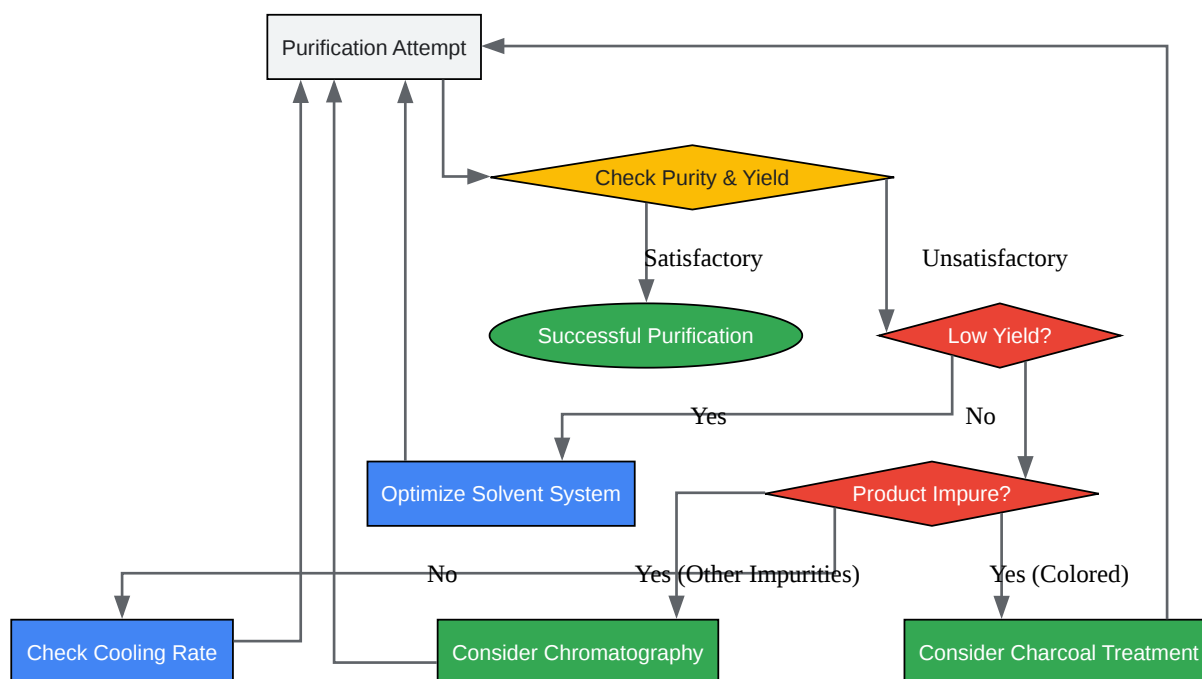 Purification Attempt
Check Purity & Yield
Satisfactory
Unsatisfactory
Successful Purification
Low Yield?
Yes
No
Optimize Solvent System
Product Impure?
No
Yes (Other Impurities)
Yes (Colored)
Check Cooling Rate
Consider Chromatography
Consider Charcoal Treatment